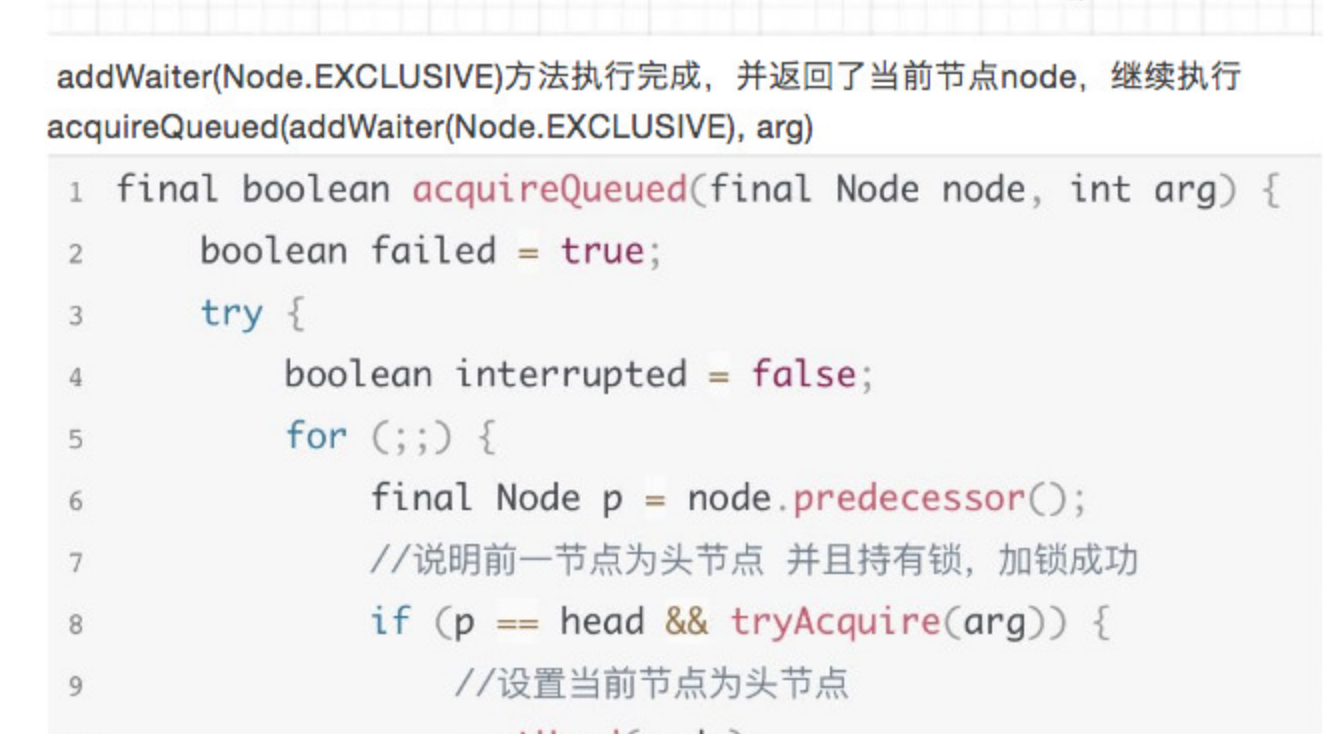 addWaiter(Node.EXCLUSIVE)方法执行完成，并返回了当前节点node，继续执行
acquireQueued(addWaiter(Node.EXCLUSIVE), arg)
1 final boolean acquireQueued(final Node node, int arg) {
2 boolean failed = true;
3 try {
4 boolean interrupted = false;
5 for (;;) {
6 final Node p = node.predecessor();
7 //说明前一节点为头节点 并且持有锁，加锁成功
8 if (p == head && tryAcquire(arg)) {
9 //设置当前节点为头节点